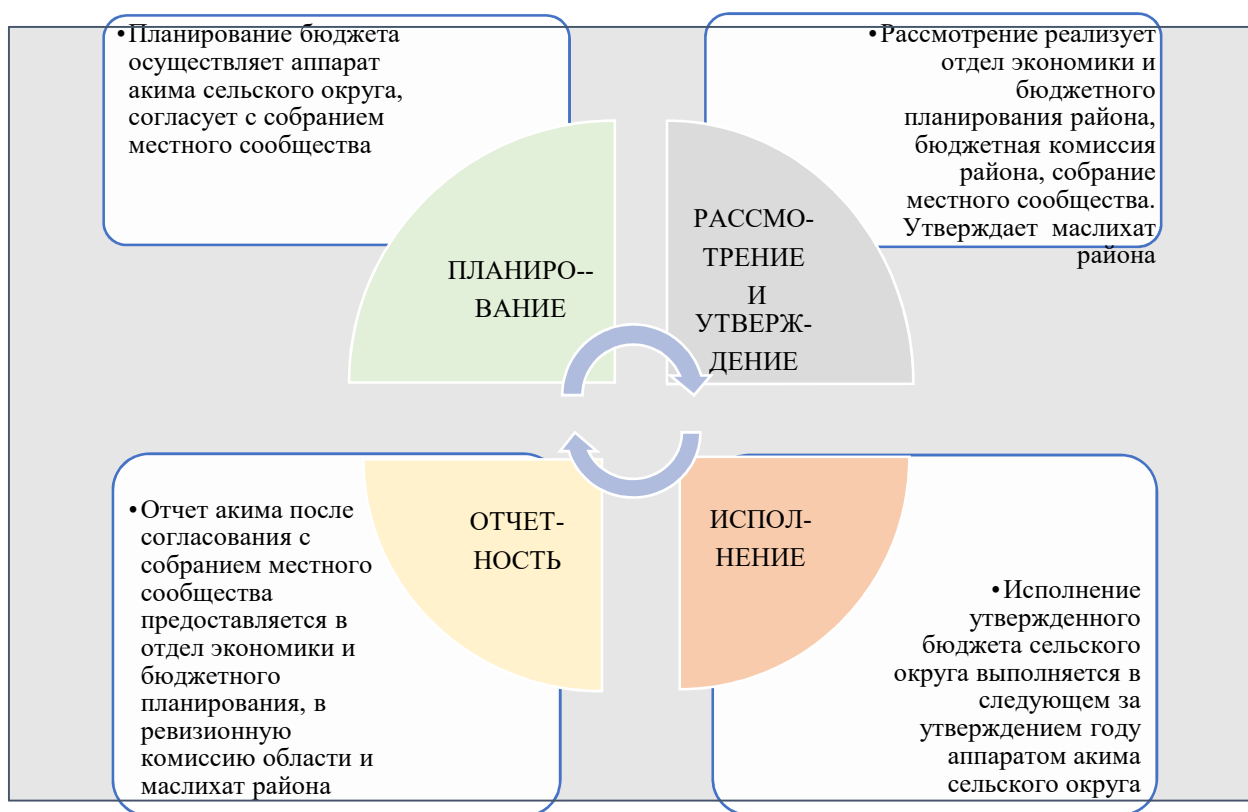 •Планирование бюджета
осуществляет аппарат
акима сельского округа,
согласует с собранием
местного сообщества
•Рассмотрение реализует
отдел экономики и
бюджетного
планирования района,
бюджетная комиссия
района, собрание
местного сообщества.
Утверждает маслихат
района
ПЛАНИРО--
ВАНИЕ
РАССМО-
ТРЕНИЕ
И
УТВЕРЖ-
ДЕНИЕ
•Отчет акима после
согласования с
собранием местного
сообщества
предоставляется в
отдел экономики и
бюджетного
планирования, в
ревизионную
комиссию области и
маслихат района
ОТЧЕТ-
НОСТЬ
ИСПОЛ-
НЕНИЕ
•Исполнение
утвержденного
бюджета сельского
округа выполняется в
следующем за
утверждением году
аппаратом акима
сельского округа